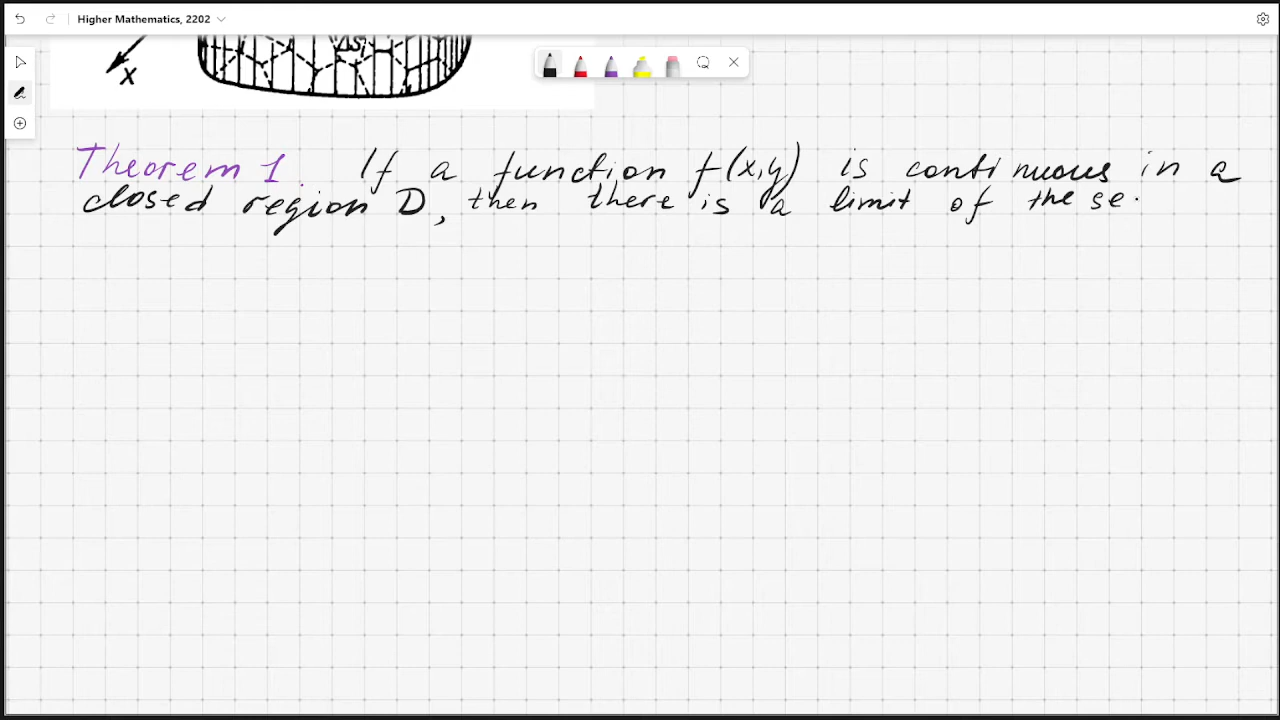 Higher Mathematics, 2202
ΔS
x
Theorem 1. If a function f(x,y) is continuous in a
closed region D, then there is a limit of the se-